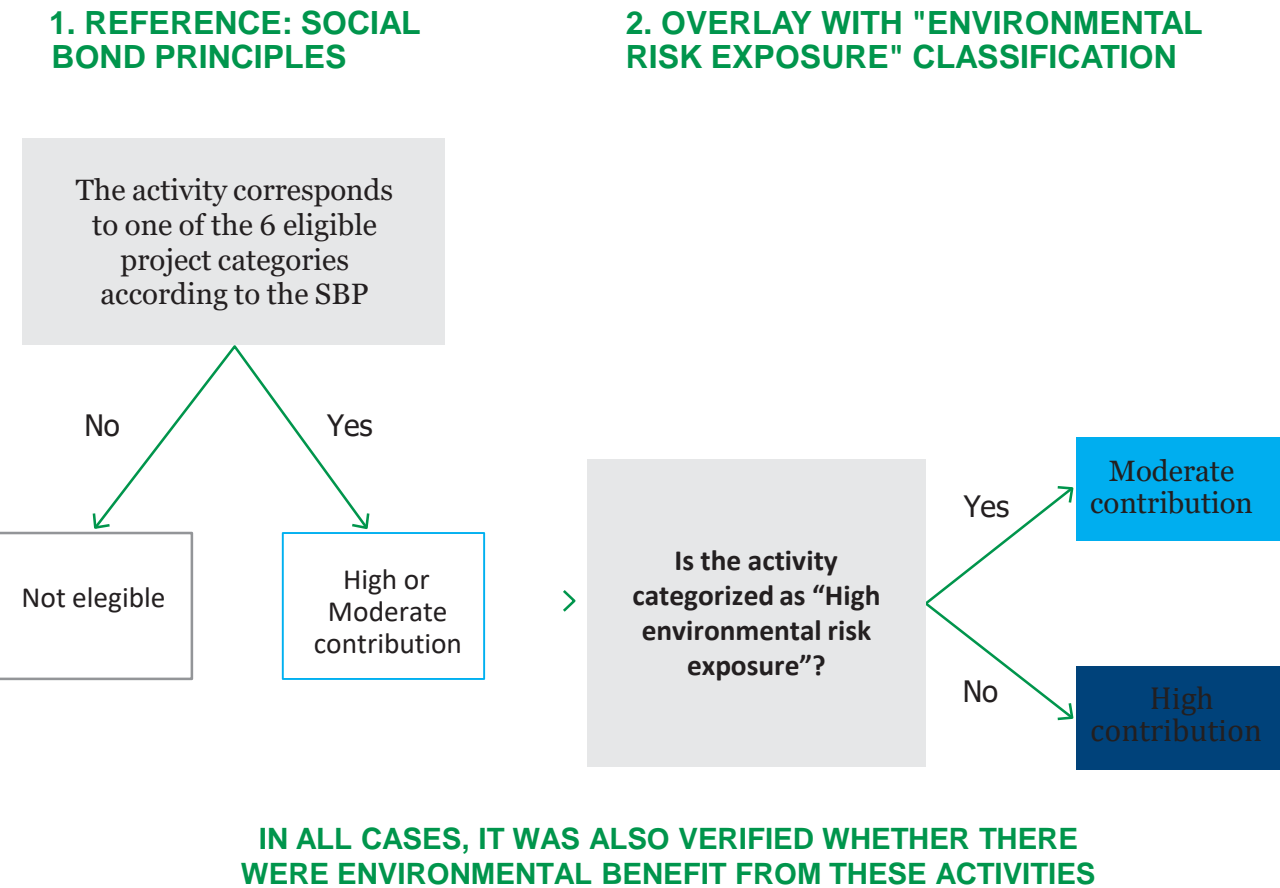 1. REFERENCE: SOCIAL
BOND PRINCIPLES
2. OVERLAY WITH "ENVIRONMENTAL
RISK EXPOSURE" CLASSIFICATION
The activity corresponds
to one of the 6 eligible
project categories
according to the SBP
No
Yes
Not elegible
High or
Moderate
contribution
>
Is the activity
categorized as “High
environmental risk
exposure”?
Yes
Moderate
contribution
No
High
contribution
IN ALL CASES, IT WAS ALSO VERIFIED WHETHER THERE
WERE ENVIRONMENTAL BENEFIT FROM THESE ACTIVITIES